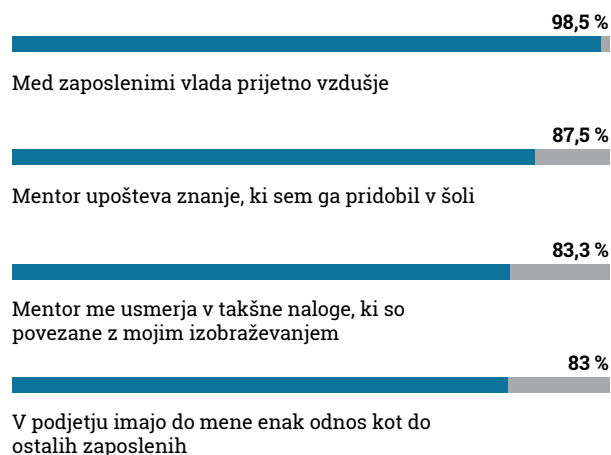 98,5 %
Med zaposlenimi vlada prijetno vzdušje
87,5 %
Mentor upošteva znanje, ki sem ga pridobil v šoli
83,3 %
Mentor me usmerja v takšne naloge, ki so
povezane z mojim izobraževanjem
83 %
V podjetju imajo do mene enak odnos kot do
ostalih zaposlenih